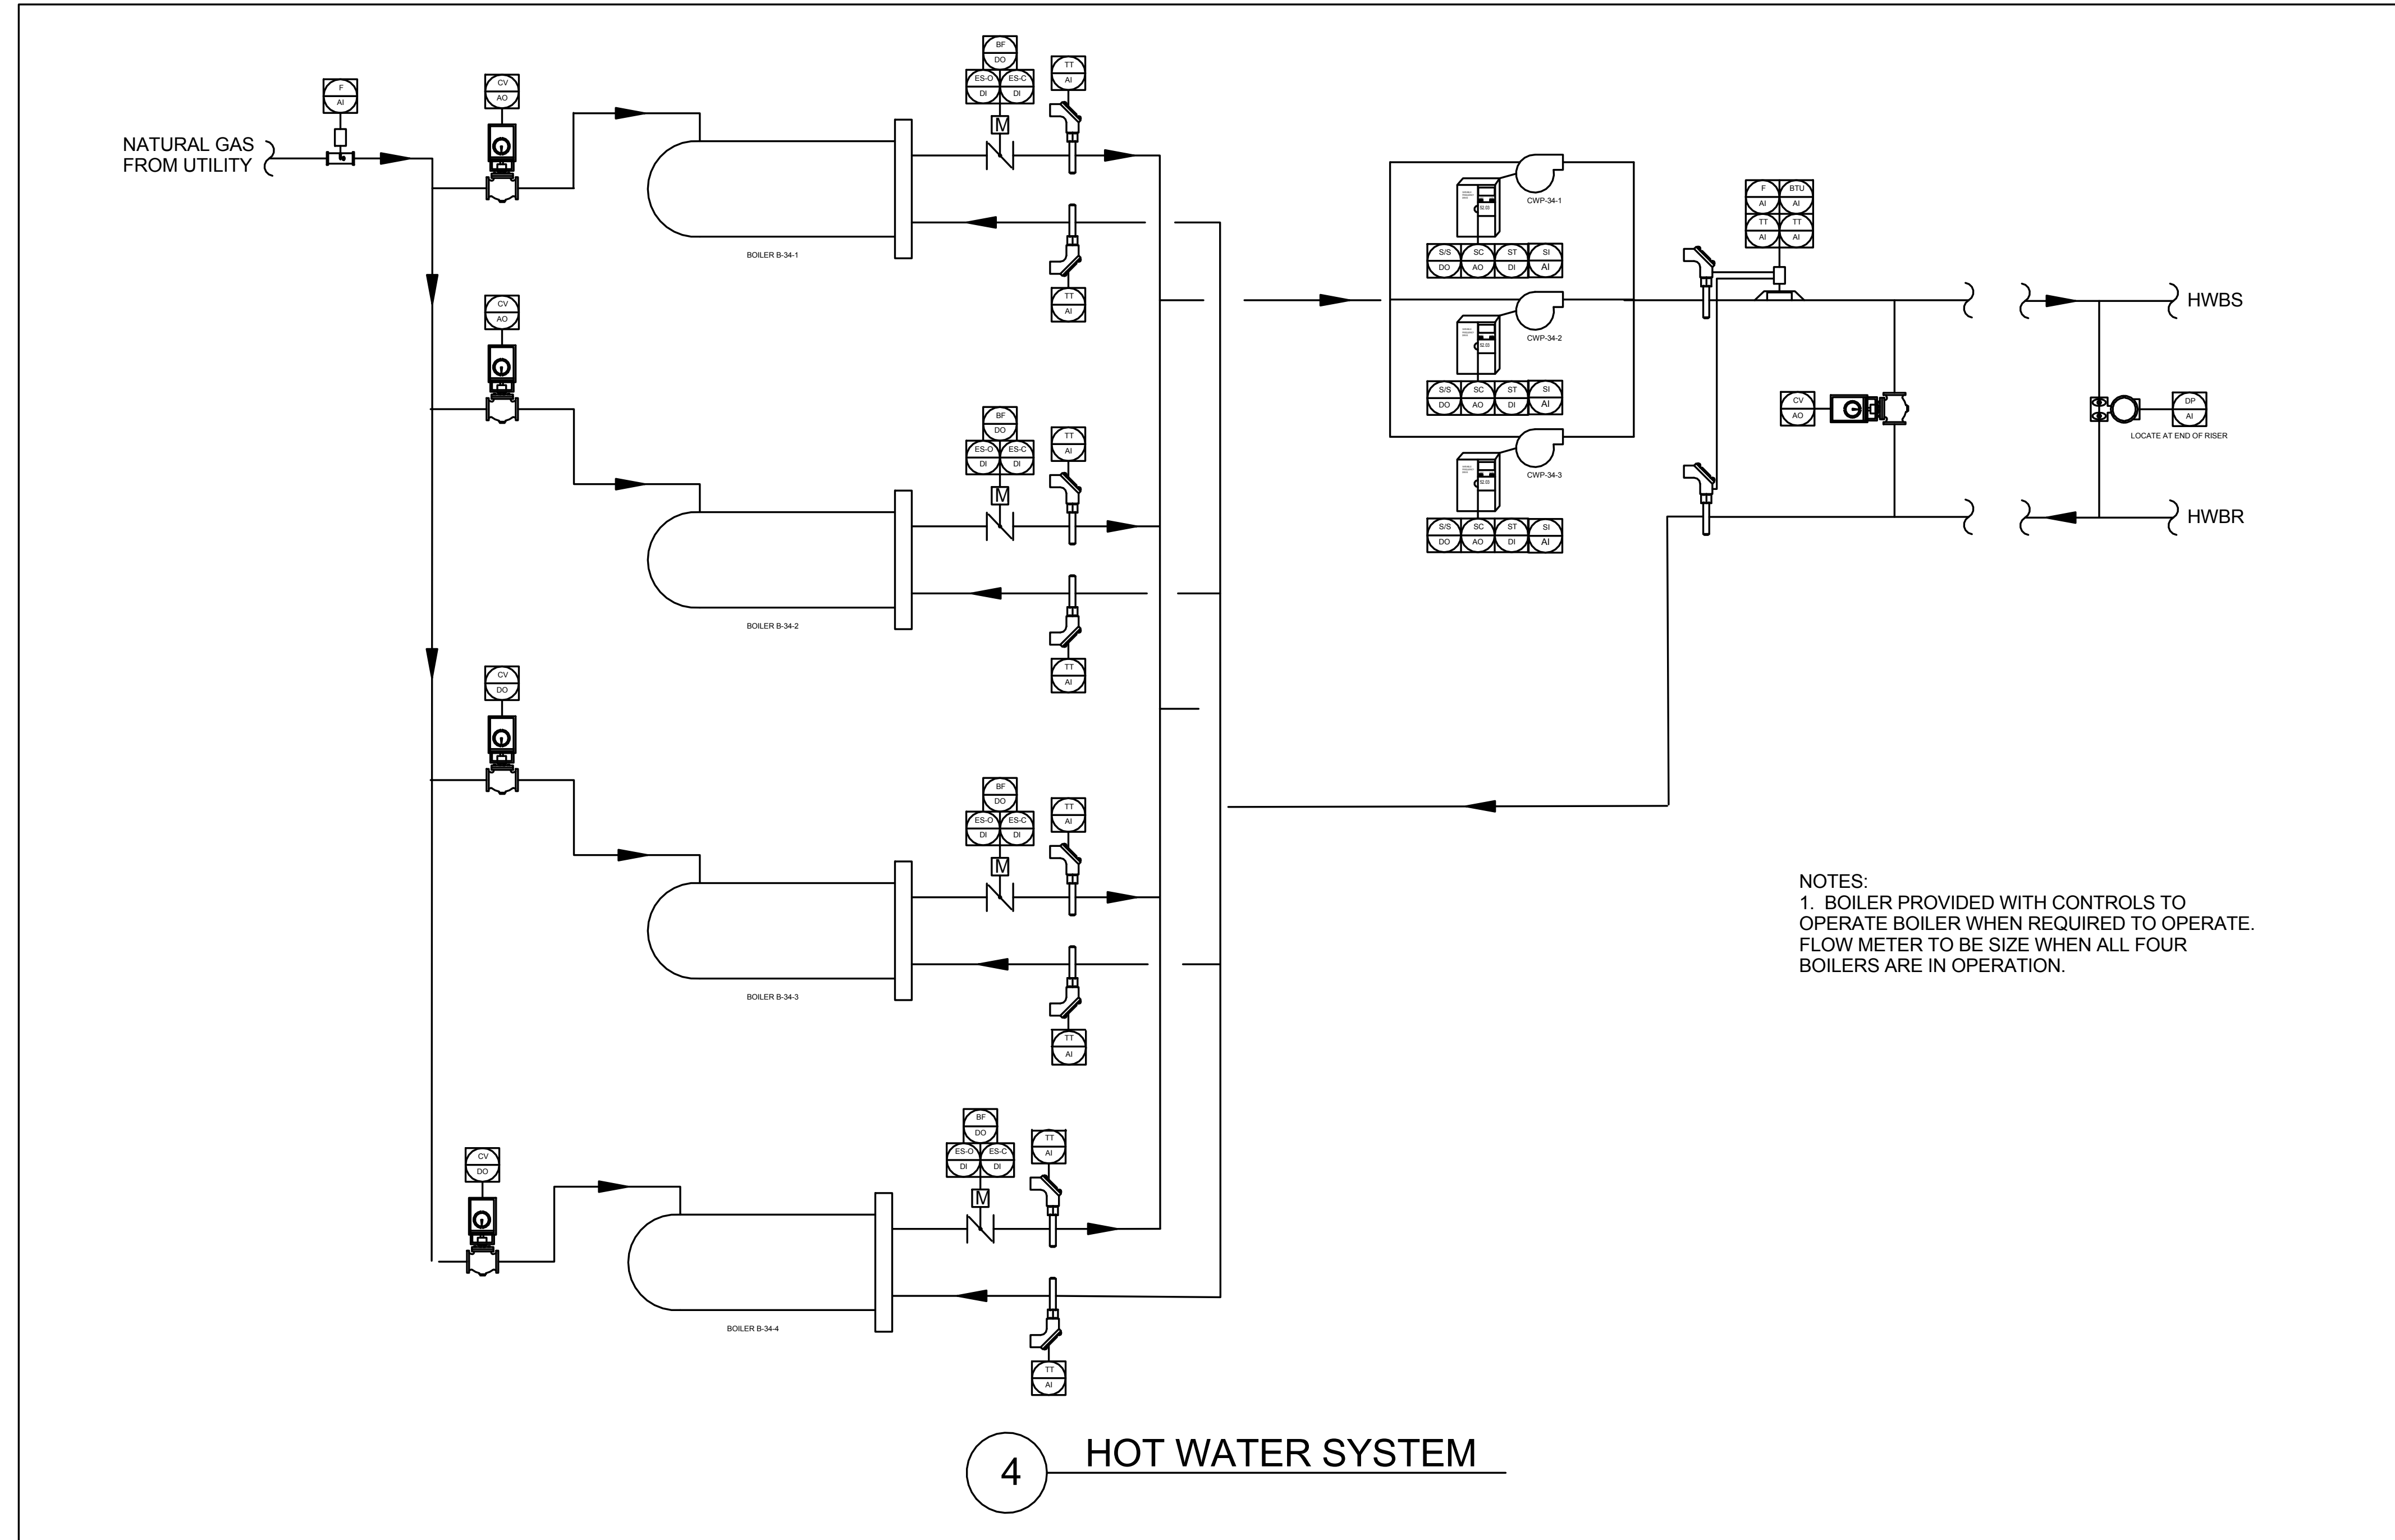 F
AI
NATURAL GAS
FROM UTILITY
CV
AO
BF
DO
ES-O
ES-C
DI
DI
M
TT
AI
BOILER B-34-1
TT
AI
CV
AO
BF
DO
ES-O
ES-C
DI
DI
M
TT
AI
BOILER B-34-2
TT
AI
CV
DO
BF
DO
ES-O
ES-C
DI
DI
M
TT
AI
BOILER B-34-3
TT
AI
CV
DO
BF
DO
ES-O
ES-C
DI
DI
M
TT
AI
BOILER B-34-4
TT
AI
CWP-34-1
S/S
SC
ST
SI
DO
AO
DI
AI
CWP-34-2
S/S
SC
ST
SI
DO
AO
DI
AI
CWP-34-3
S/S
SC
ST
SI
DO
AO
DI
AI
F
BTU
AI
AI
TT
TT
AI
AI
HWBS
CV
AO
DP
AI
LOCATE AT END OF RISER
HWBR
NOTES:
1. BOILER PROVIDED WITH CONTROLS TO
OPERATE BOILER WHEN REQUIRED TO OPERATE.
FLOW METER TO BE SIZE WHEN ALL FOUR
BOILERS ARE IN OPERATION.
4
HOT WATER SYSTEM